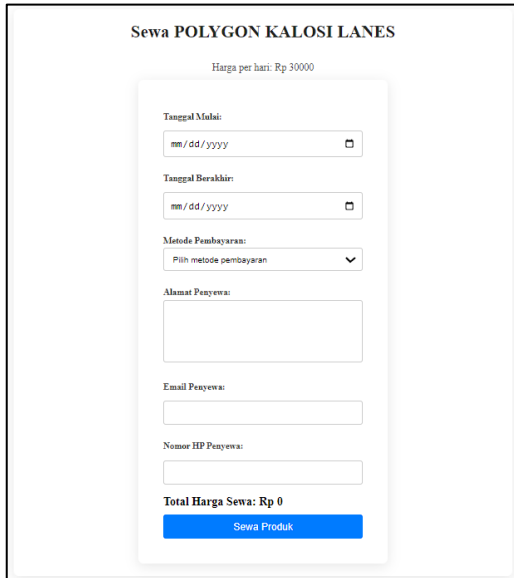 Sewa POLYGON KALOSI LANES
Harga per hari: Rp 30000
Tanggal Mulai:
mm/dd/yyyy
Tanggal Berakhir:
mm/dd/yyyy
Metode Pembayaran:
Pilih metode pembayaran
Alamat Penyewa:
Email Penyewa:
Nomor HP Penyewa:
Total Harga Sewa: Rp 0
Sewa Produk